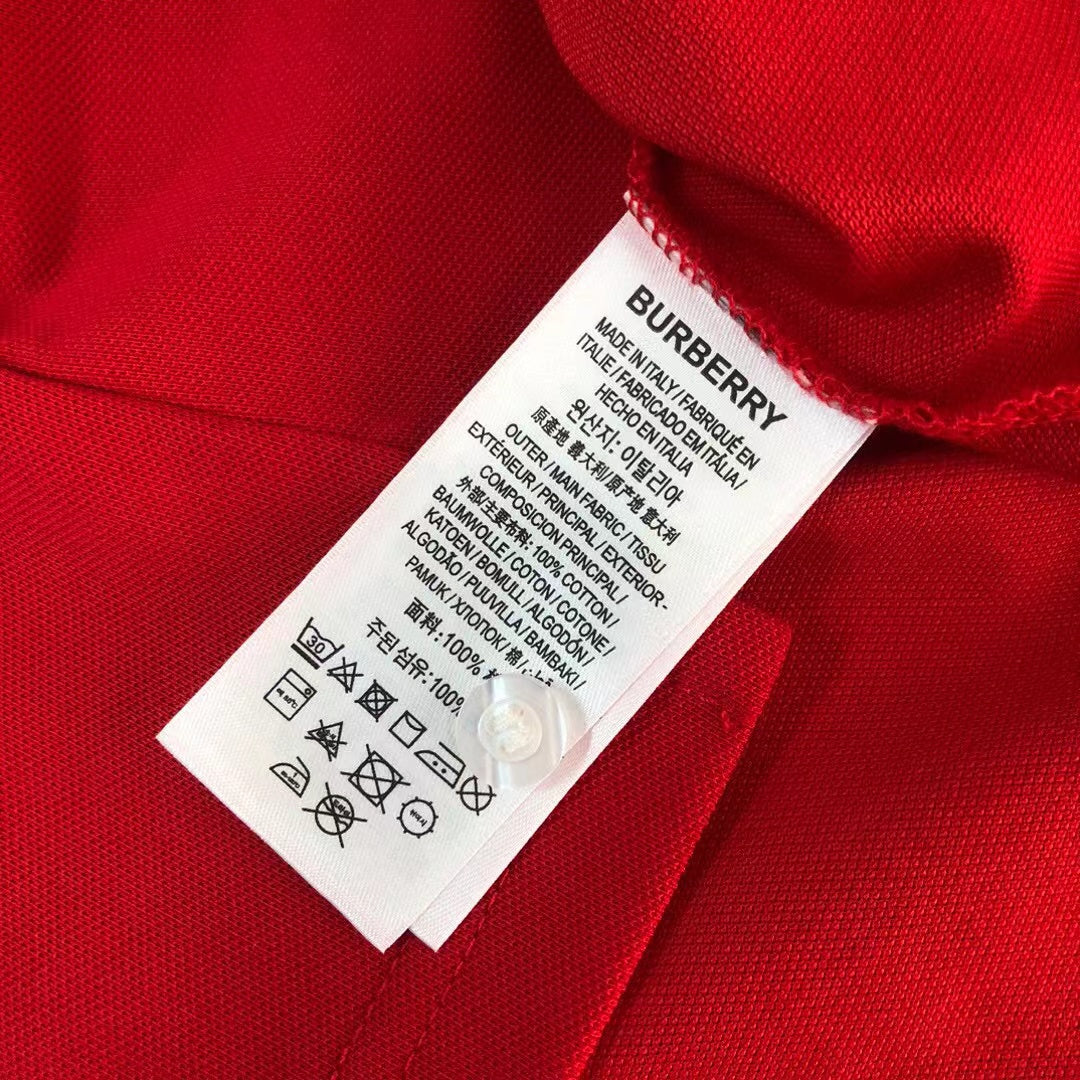 BURBERRY
MADE IN ITALY / FABRIQUÉ EN
ITALIE / FABRICADO EM ITÁLIA /
HECHO EN ITALIA
원산지: 이탈리아
原產地 義大利/原产地 意大利
OUTER / MAIN FABRIC / TISSU
EXTÉRIEUR / PRINCIPAL / EXTERIOR -
COMPOSICION PRINCIPAL /
外部/主要布料: 100% COTTON /
BAUMWOLLE / COTON / COTONE /
KATOEN / BOMULL / ALGODÓN /
ALGODÃO / PUUVILLA / BAMBAKI /
PAMUK / ХЛОПОК / 棉 /
面料: 100%
주된 섬유: 100%
30